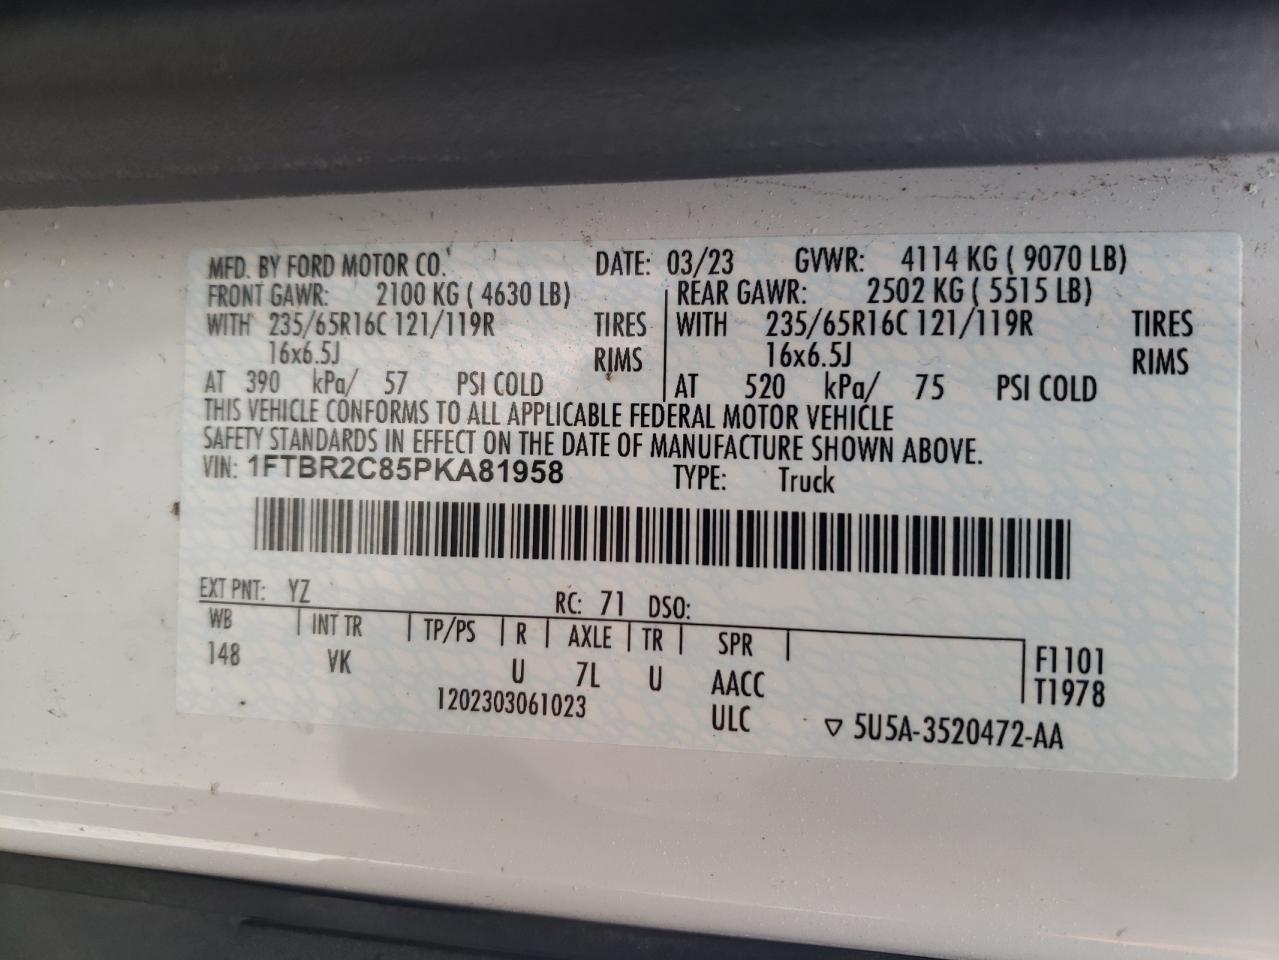 MFD. BY FORD MOTOR CO. DATE: 03/23 GVWR: 4114 KG ( 9070 LB)
FRONT GAWR: 2100 KG ( 4630 LB) REAR GAWR: 2502 KG ( 5515 LB)
WITH 235/65R16C 121/119R TIRES WITH 235/65R16C 121/119R TIRES
16x6.5J RIMS 16x6.5J RIMS
AT 390 kPa/ 57 PSI COLD AT 520 kPa/ 75 PSI COLD
THIS VEHICLE CONFORMS TO ALL APPLICABLE FEDERAL MOTOR VEHICLE
SAFETY STANDARDS IN EFFECT ON THE DATE OF MANUFACTURE SHOWN ABOVE.
VIN: 1FTBR2C85PKA81958 TYPE: Truck
EXT PNT: YZ RC: 71 DSO:
WB INT TR TP/PS R AXLE TR SPR
148 VK U 7L U AACC F1101
1202303061023 ULC T1978
▽ 5U5A-3520472-AA